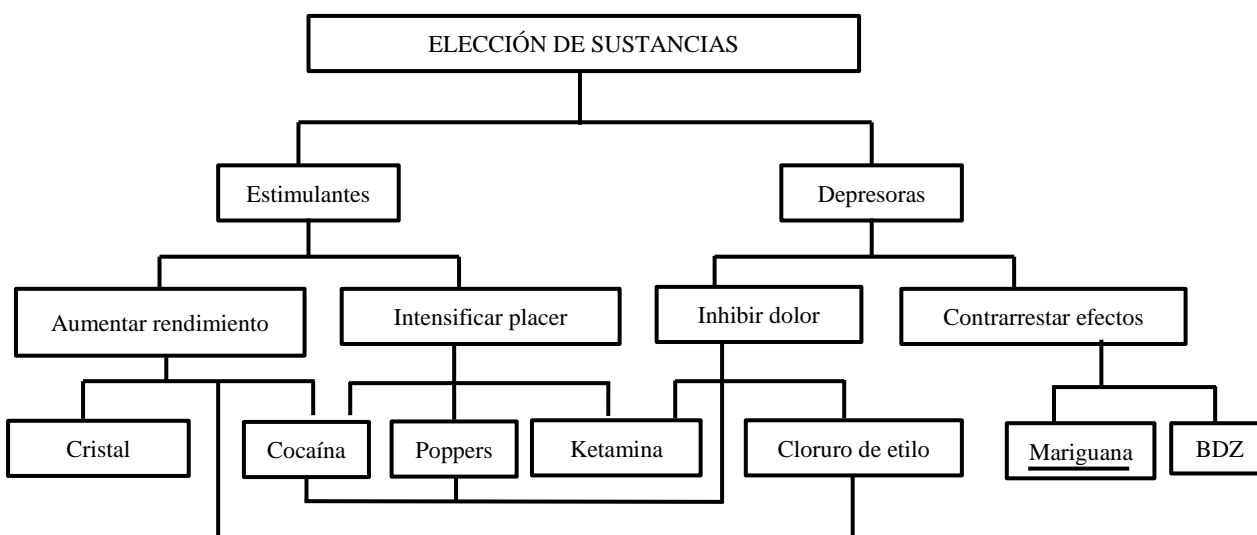 ELECCIÓN DE SUSTANCIAS
Estimulantes
Depresoras
Aumentar rendimiento
Intensificar placer
Inhibir dolor
Contrarrestar efectos
Cristal
Cocaína
Poppers
Ketamina
Cloruro de etilo
Mariguana
BDZ